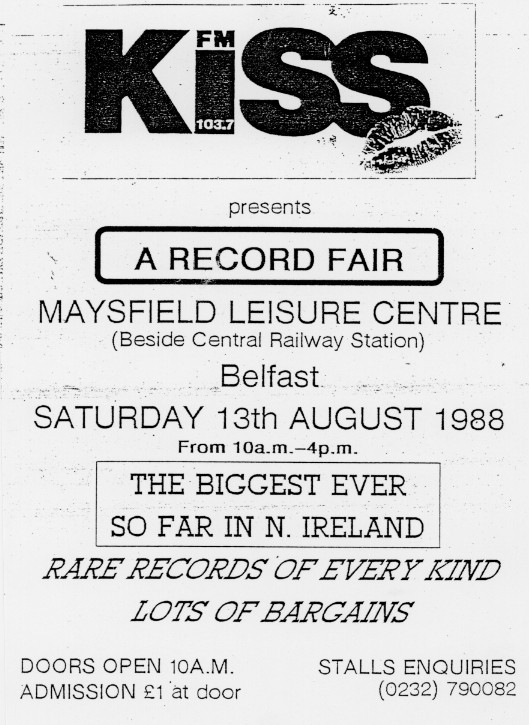 KiSS
FM
103.7
presents
A RECORD FAIR
MAYSFIELD LEISURE CENTRE
(Beside Central Railway Station)
Belfast
SATURDAY 13th AUGUST 1988
From 10a.m.–4p.m.
THE BIGGEST EVER
SO FAR IN N. IRELAND
RARE RECORDS OF EVERY KIND
LOTS OF BARGAINS
DOORS OPEN 10A.M.
ADMISSION £1 at door
STALLS ENQUIRIES
(0232) 790082